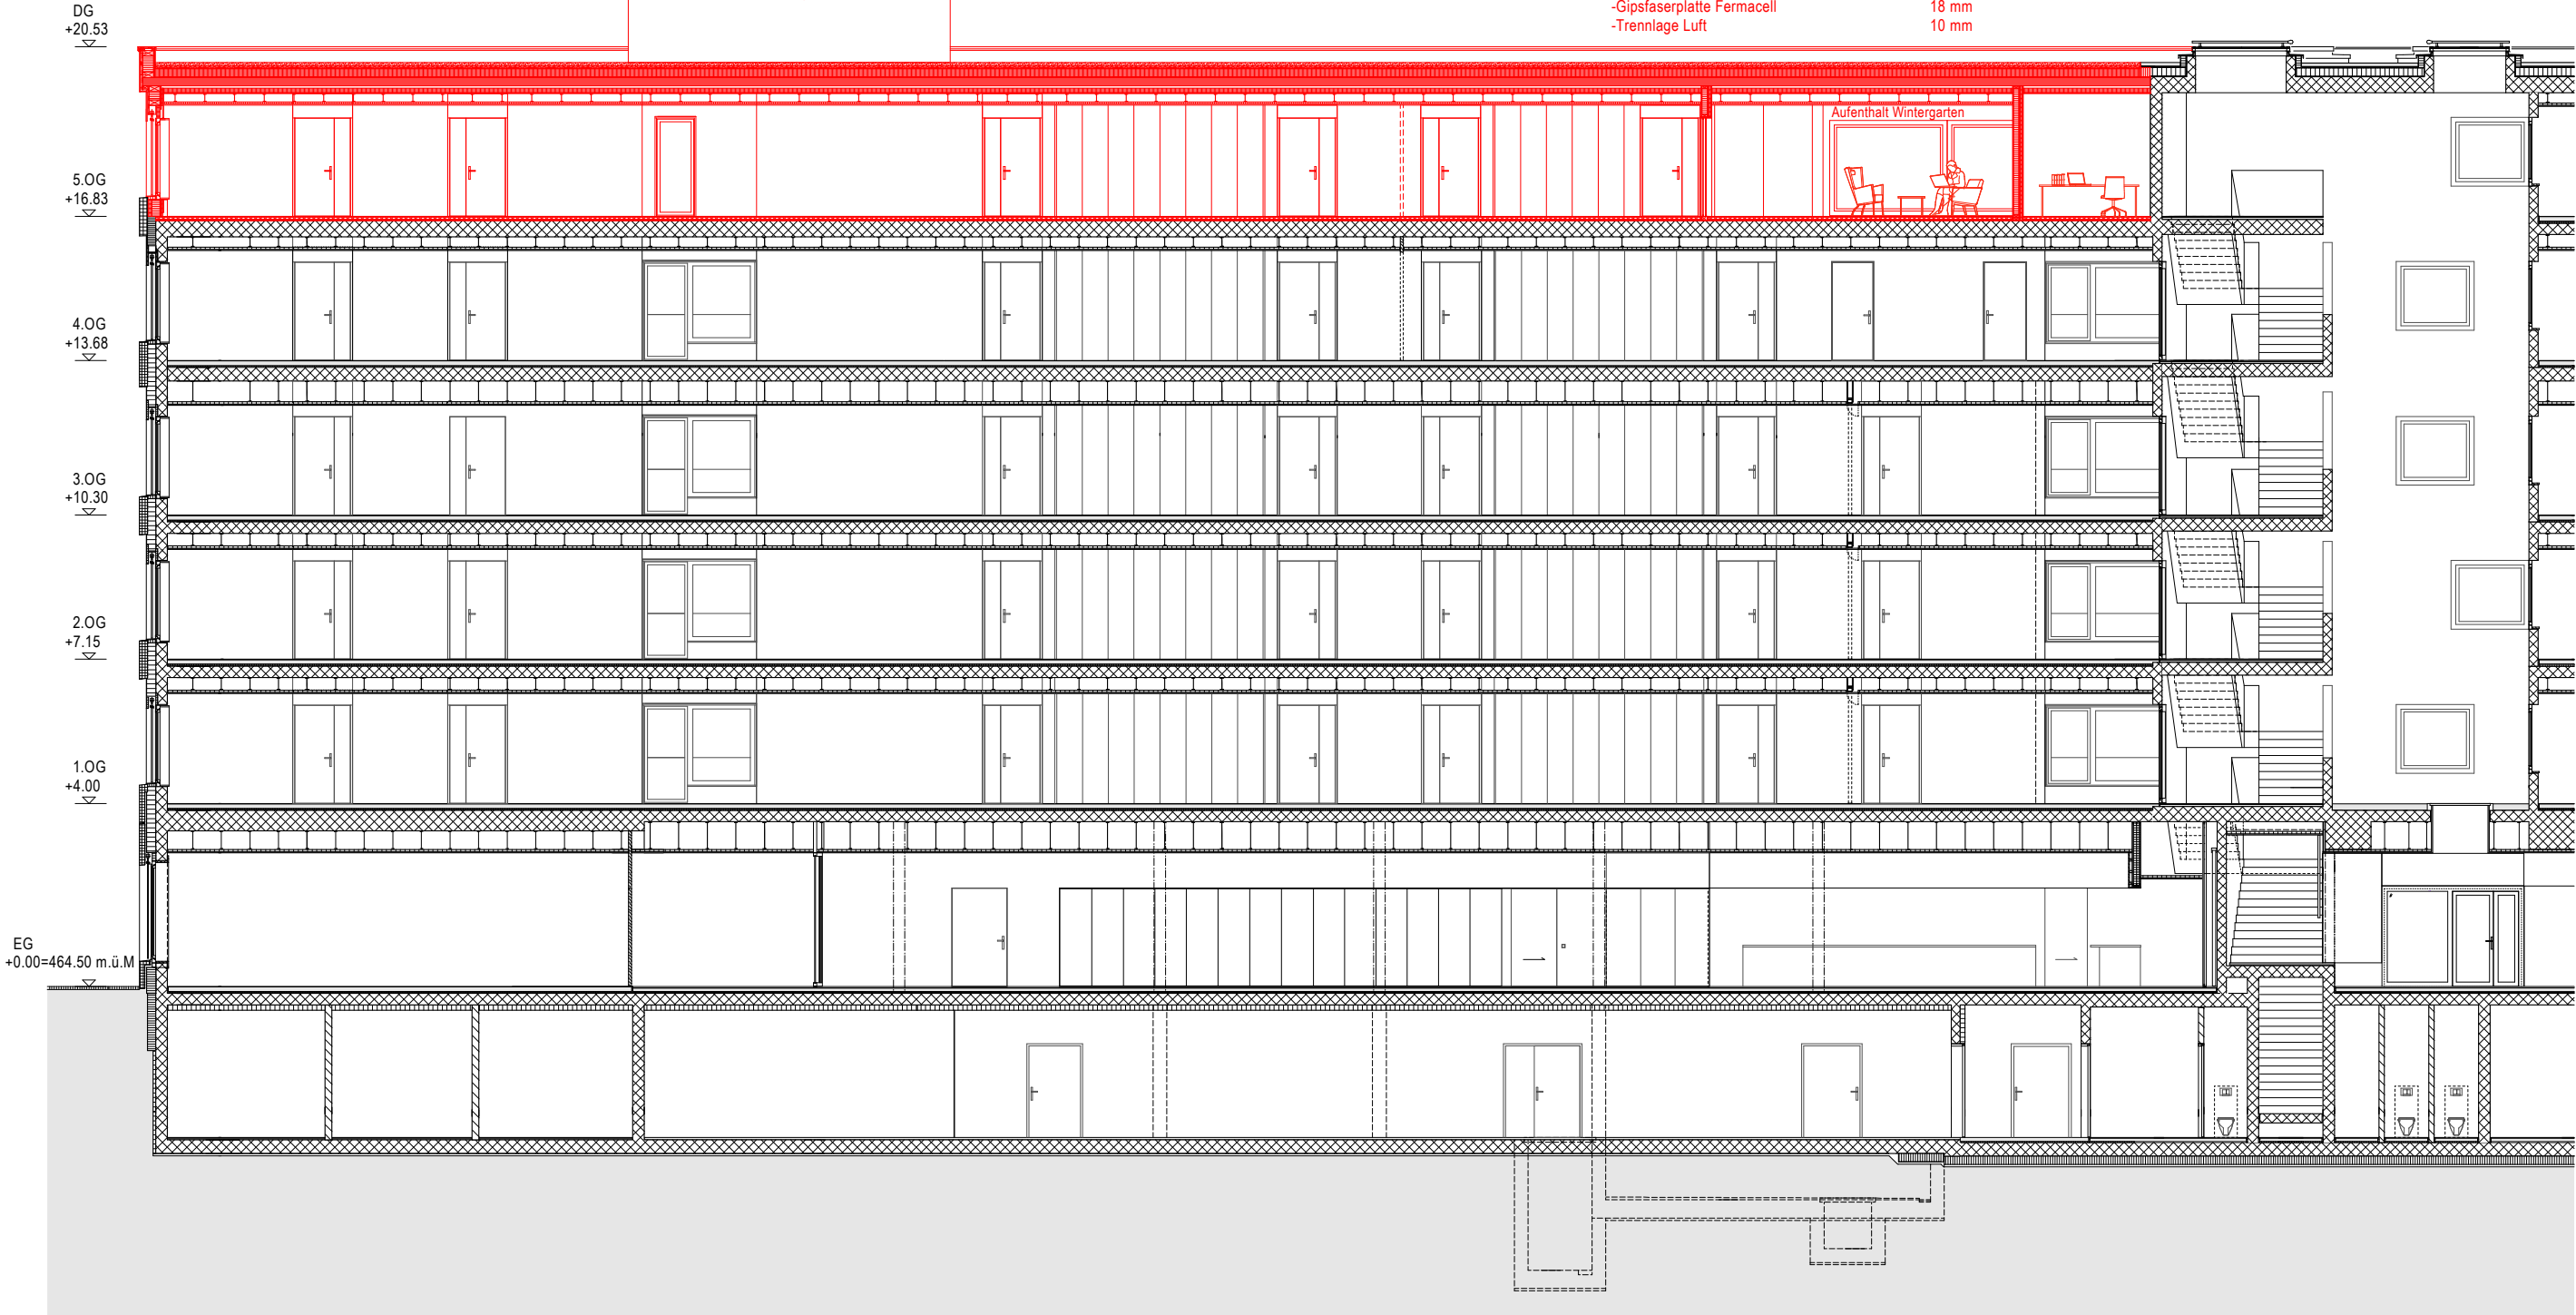 DG
+20.53
-Gipsfaserplatte Fermacell 18 mm
-Trennlage Luft 10 mm
Aufenthalt Wintergarten
5.OG
+16.83
4.OG
+13.68
3.OG
+10.30
2.OG
+7.15
1.OG
+4.00
EG
+0.00=464.50 m.ü.M